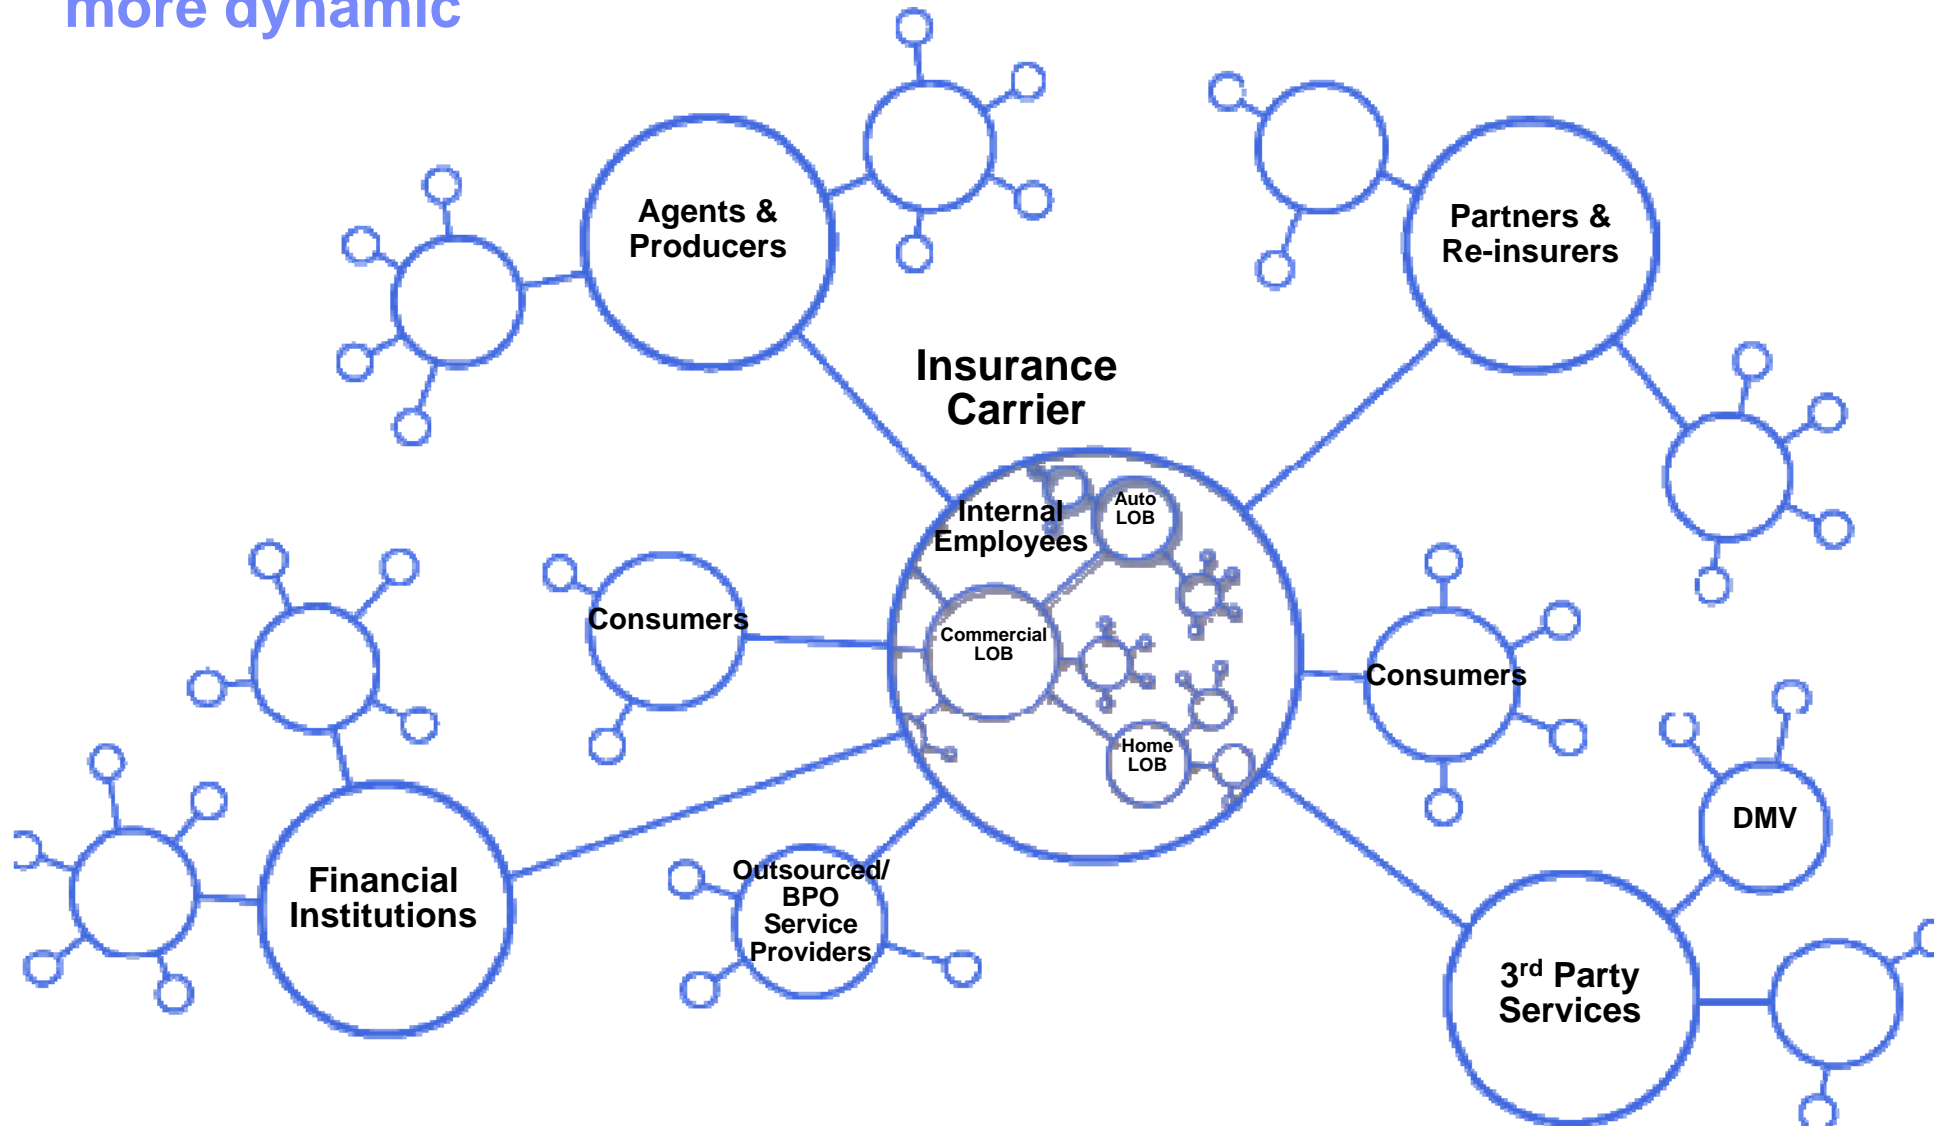 more dynamic
Agents &
Producers
Partners &
Re-insurers
Insurance
Carrier
Internal
Employees
Auto
LOB
Consumers
Commercial
LOB
Consumers
Home
LOB
DMV
Financial
Institutions
Outsourced/
BPO
Service
Providers
3rd Party
Services